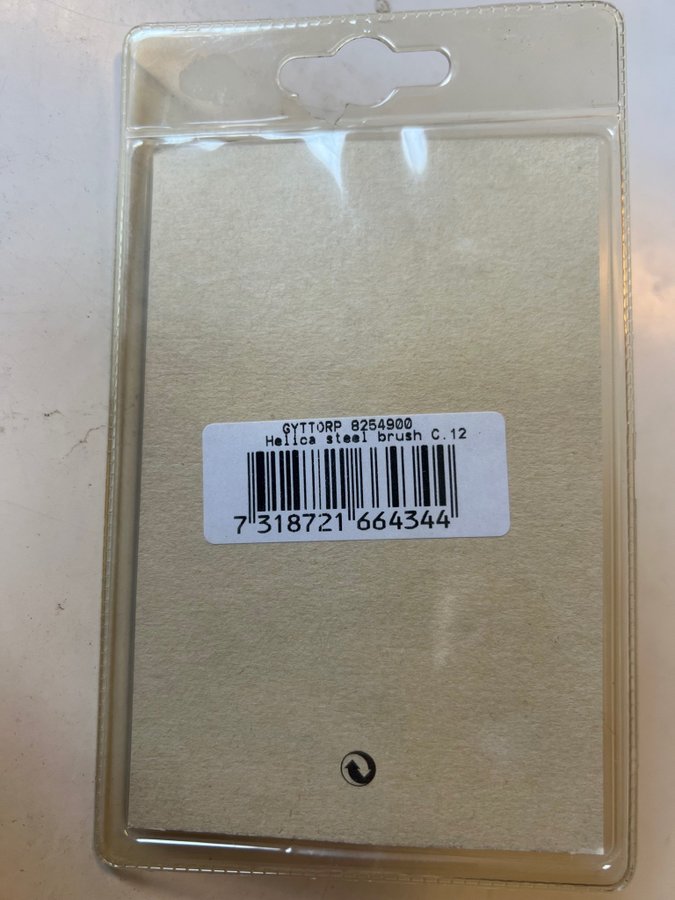 GYTTORP 8254900
Helica steel brush C.12
7 318721 664344